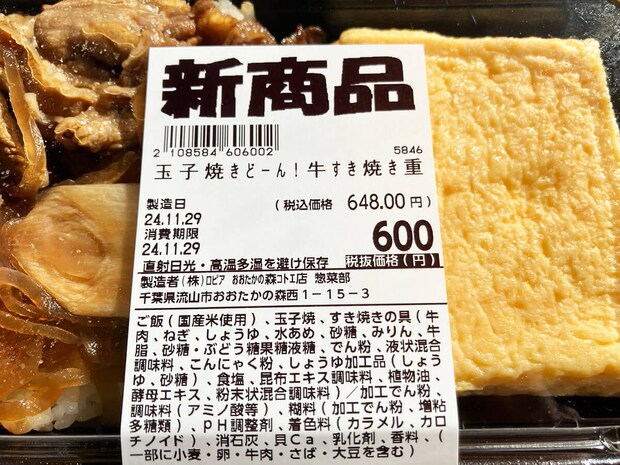 新商品
2 108584 606002
5846
玉子焼きどーん!牛すき焼き重
製造日
24.11.29
(税込価格 648.00円)
消費期限
24.11.29
600
税抜価格(円)
直射日光・高温多湿を避け保存
製造者(株)ロピア おおたかの森コトエ店 惣菜部
千葉県流山市おおたかの森西1-15-3
ご飯(国産米使用)、玉子焼、すき焼きの具(牛
肉、ねぎ、しょうゆ、水あめ、砂糖、みりん、牛
脂、砂糖・ぶどう糖果糖液糖、でん粉、液状混合
調味料、こんにゃく粉、しょうゆ加工品(しょう
ゆ、砂糖)、食塩、昆布エキス調味料、植物油、
酵母エキス、粉末状混合調味料)/加工でん粉、
調味料(アミノ酸等)、糊料(加工でん粉、増粘
多糖類)、pH調整剤、着色料(カラメル、カロ
チノイド)、消石灰、貝Ca、乳化剤、香料、(
一部に小麦・卵・牛肉・さば・大豆を含む)